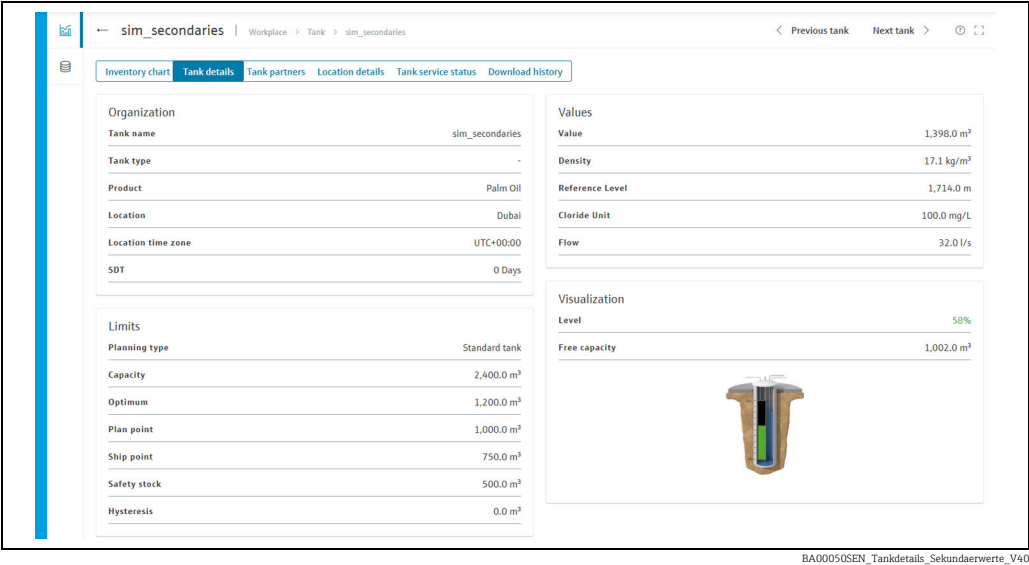 ← sim_secondaries | Workplace > Tank > sim_secondaries
< Previous tank Next tank >
Inventory chart Tank details Tank partners Location details Tank service status Download history
Organization
Tank name sim_secondaries
Tank type -
Product Palm Oil
Location Dubai
Location time zone UTC+00:00
SDT 0 Days
Limits
Planning type Standard tank
Capacity 2,400.0 m³
Optimum 1,200.0 m³
Plan point 1,000.0 m³
Ship point 750.0 m³
Safety stock 500.0 m³
Hysteresis 0.0 m³
Values
Value 1,398.0 m³
Density 17.1 kg/m³
Reference Level 1,714.0 m
Cloride Unit 100.0 mg/L
Flow 32.0 l/s
Visualization
Level 58%
Free capacity 1,002.0 m³
BA00050SEN_Tankdetails_Sekundaerwerte_V40